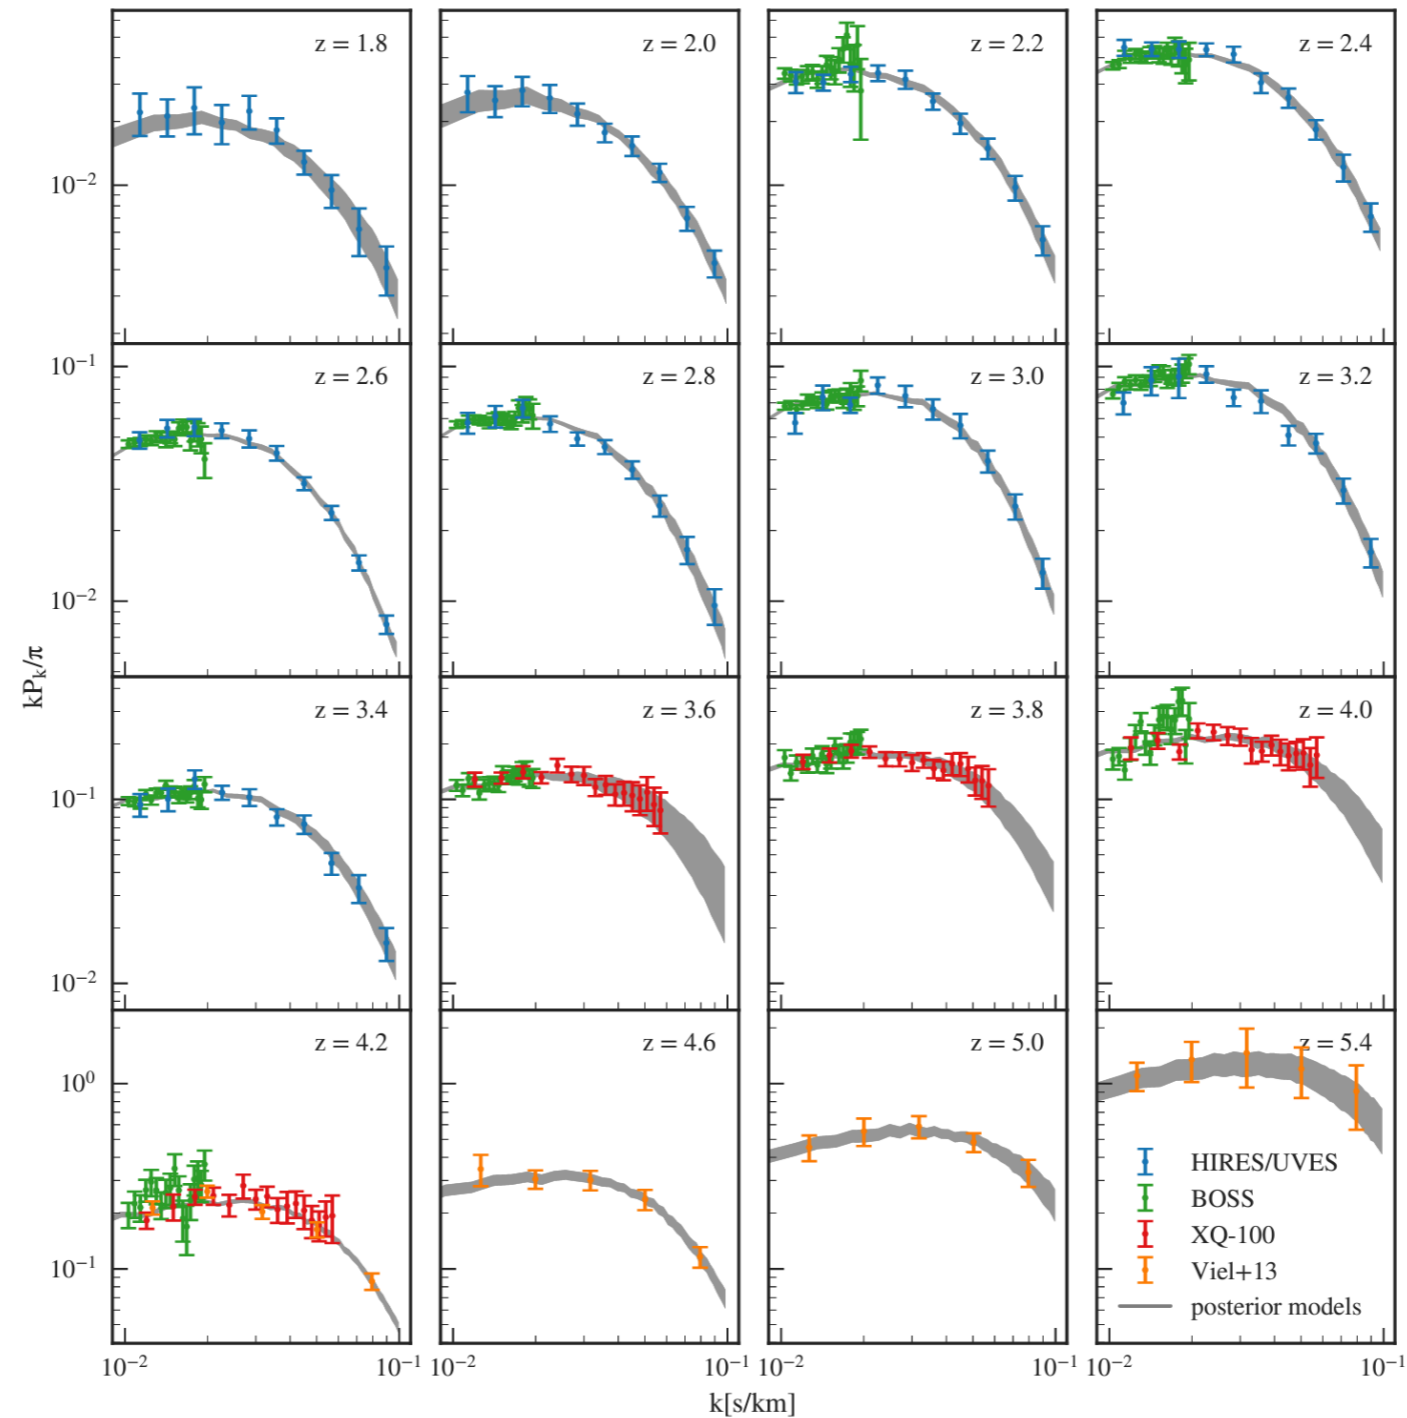 z = 1.8
z = 2.0
z = 2.2
z = 2.4
10⁻²
z = 2.6
z = 2.8
z = 3.0
z = 3.2
10⁻¹
10⁻²
kPₖ/π
z = 3.4
z = 3.6
z = 3.8
z = 4.0
10⁻¹
10⁻²
z = 4.2
z = 4.6
z = 5.0
z = 5.4
10⁰
10⁻¹
HIRES/UVES
BOSS
XQ-100
Viel+13
posterior models
10⁻² 10⁻¹ 10⁻² 10⁻¹ 10⁻² 10⁻¹ 10⁻² 10⁻¹
k[s/km]